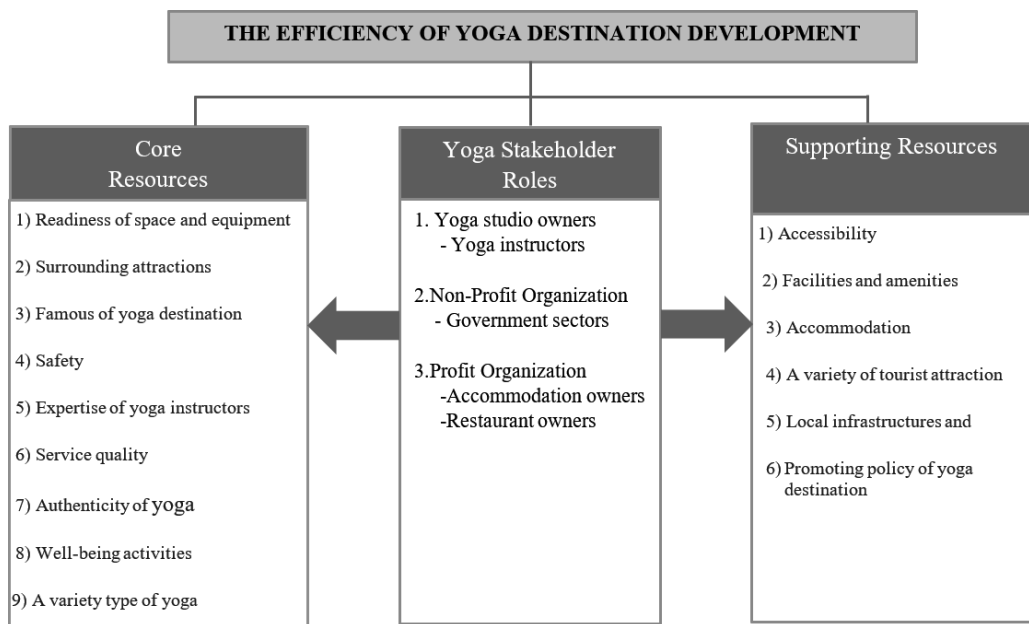 THE EFFICIENCY OF YOGA DESTINATION DEVELOPMENT
Core
Resources
1) Readiness of space and equipment
2) Surrounding attractions
3) Famous of yoga destination
4) Safety
5) Expertise of yoga instructors
6) Service quality
7) Authenticity of yoga
8) Well-being activities
9) A variety type of yoga
Yoga Stakeholder
Roles
1. Yoga studio owners
- Yoga instructors
2.Non-Profit Organization
- Government sectors
3.Profit Organization
-Accommodation owners
-Restaurant owners
Supporting Resources
1) Accessibility
2) Facilities and amenities
3) Accommodation
4) A variety of tourist attraction
5) Local infrastructures and
6) Promoting policy of yoga
destination